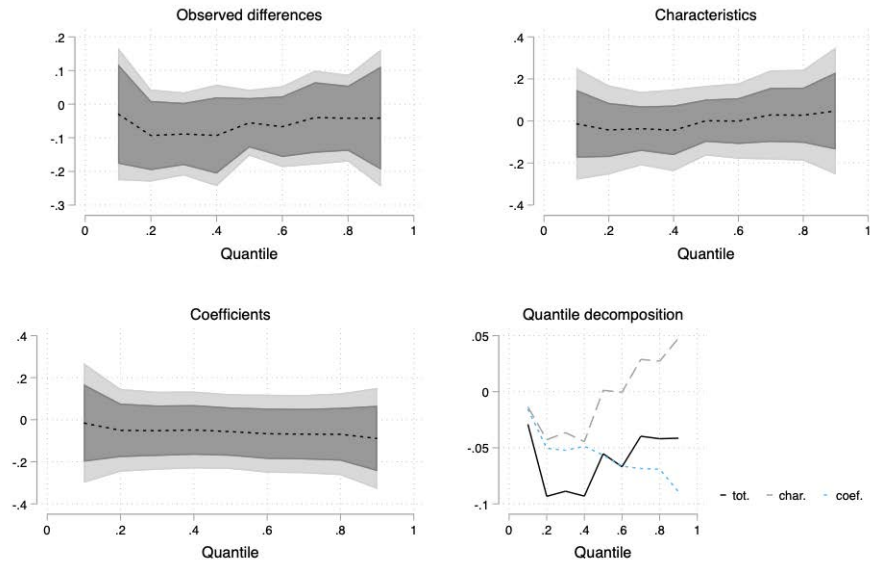 Observed differences
.2
.1
0
-.1
-.2
-.3
0 .2 .4 .6 .8 1
Quantile
Characteristics
.4
.2
0
-.2
-.4
0 .2 .4 .6 .8 1
Quantile
Coefficients
.4
.2
0
-.2
-.4
0 .2 .4 .6 .8 1
Quantile
Quantile decomposition
.05
0
-.05
-.1
0 .2 .4 .6 .8 1
Quantile
tot. char. coef.